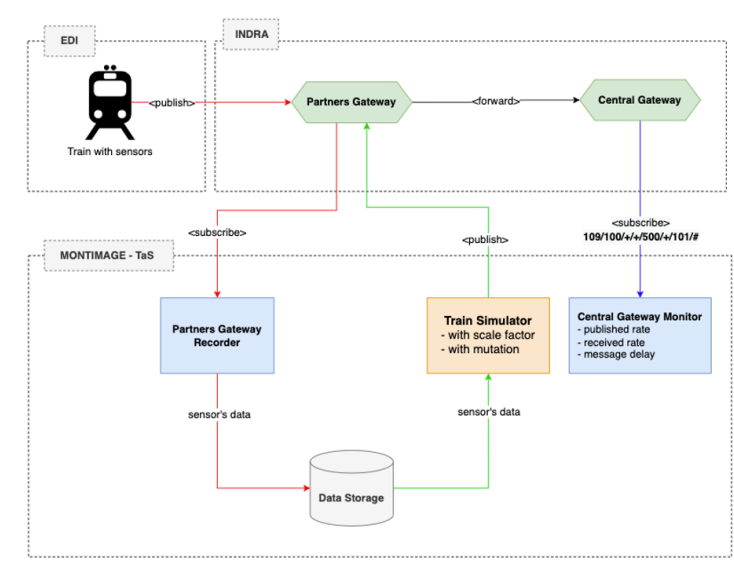 EDI
INDRA
<publish>
Partners Gateway
<forward>
Central Gateway
Train with sensors
<subscribe>
<publish>
<subscribe>
109/100/+/+/500/+/101/#
MONTIMAGE - TaS
Partners Gateway
Recorder
Train Simulator
- with scale factor
- with mutation
Central Gateway Monitor
- published rate
- received rate
- message delay
sensor's data
sensor's data
Data Storage